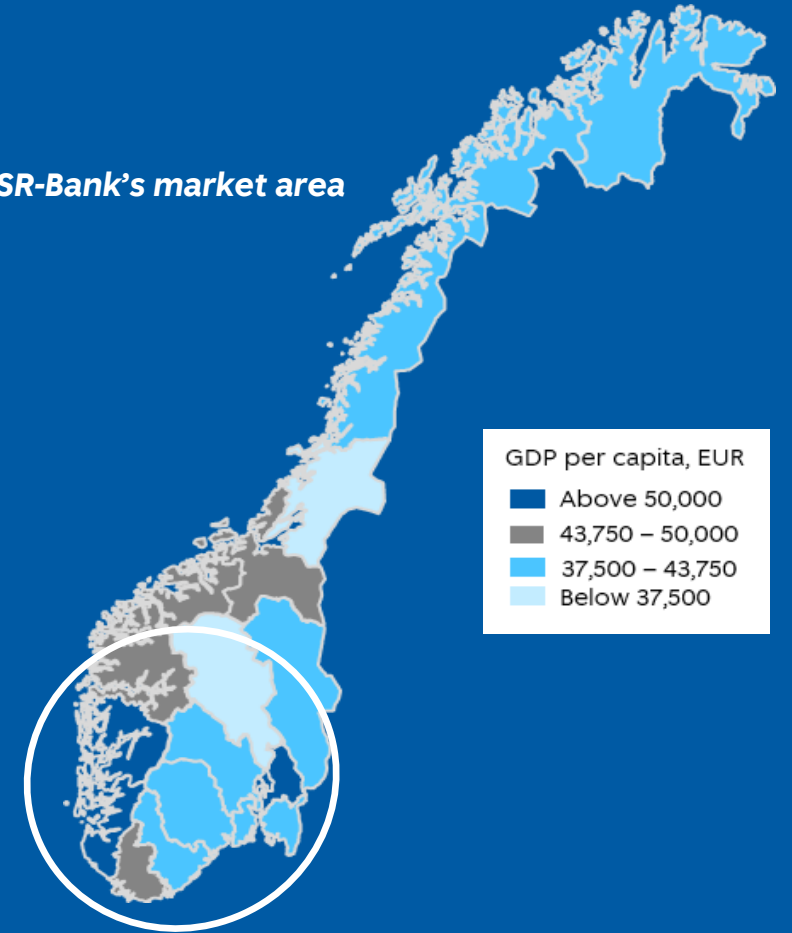 SR-Bank’s market area
GDP per capita, EUR
Above 50,000
43,750 – 50,000
37,500 – 43,750
Below 37,500